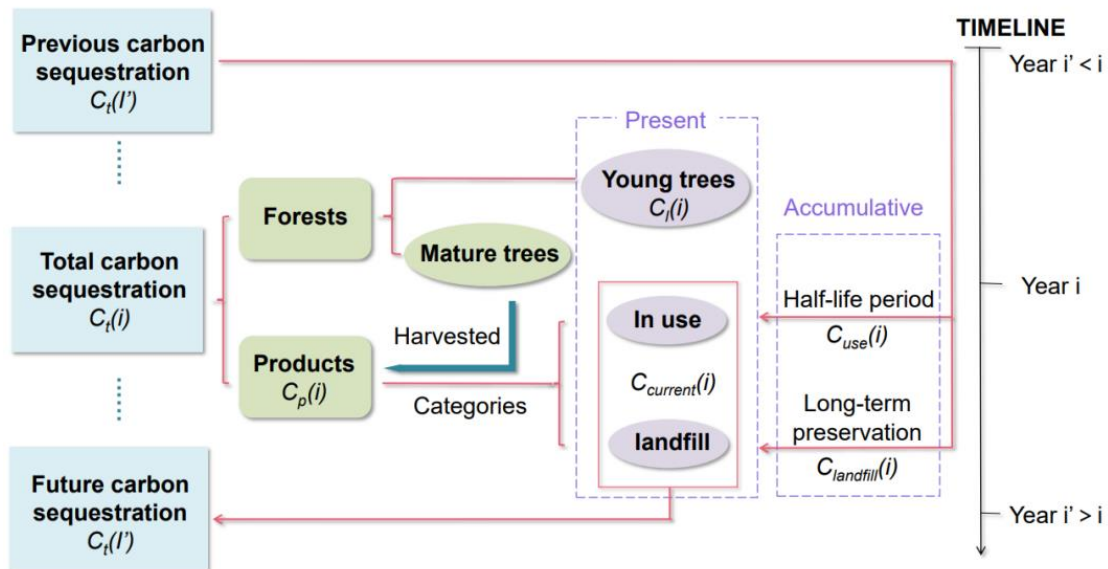 Previous carbon
sequestration
Ct(I’)
Total carbon
sequestration
Ct(i)
Future carbon
sequestration
Ct(I’)
Forests
Mature trees
Harvested
Products
Cp(i)
Categories
Present
Young trees
Cl(i)
In use
Ccurrent(i)
landfill
Accumulative
Half-life period
Cuse(i)
Long-term
preservation
Clandfill(i)
TIMELINE
Year i’ < i
Year i
Year i’ > i